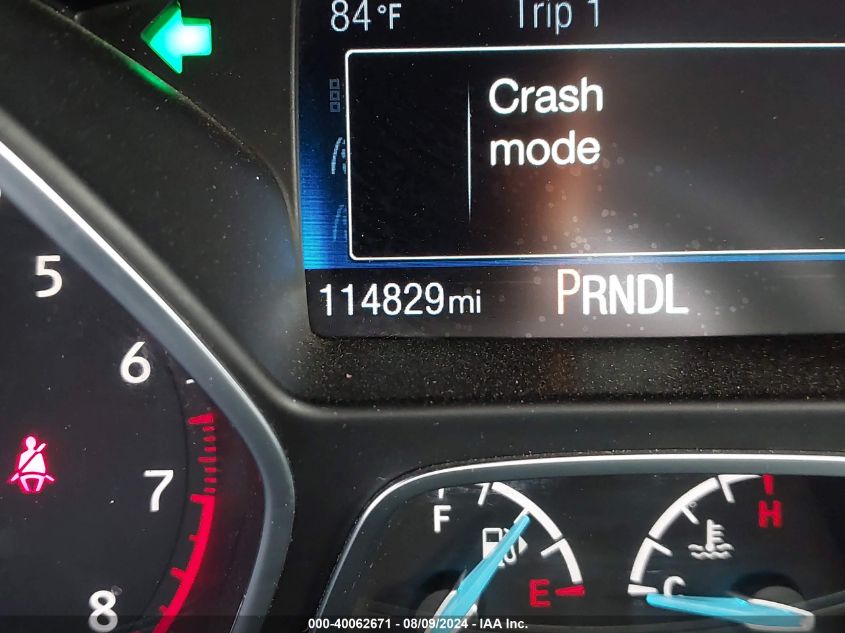 84°F Trip 1
Crash
mode
114829mi PRNDL
5
6
7
8
F
E
H
C
000-40062671 - 08/09/2024 - IAA Inc.